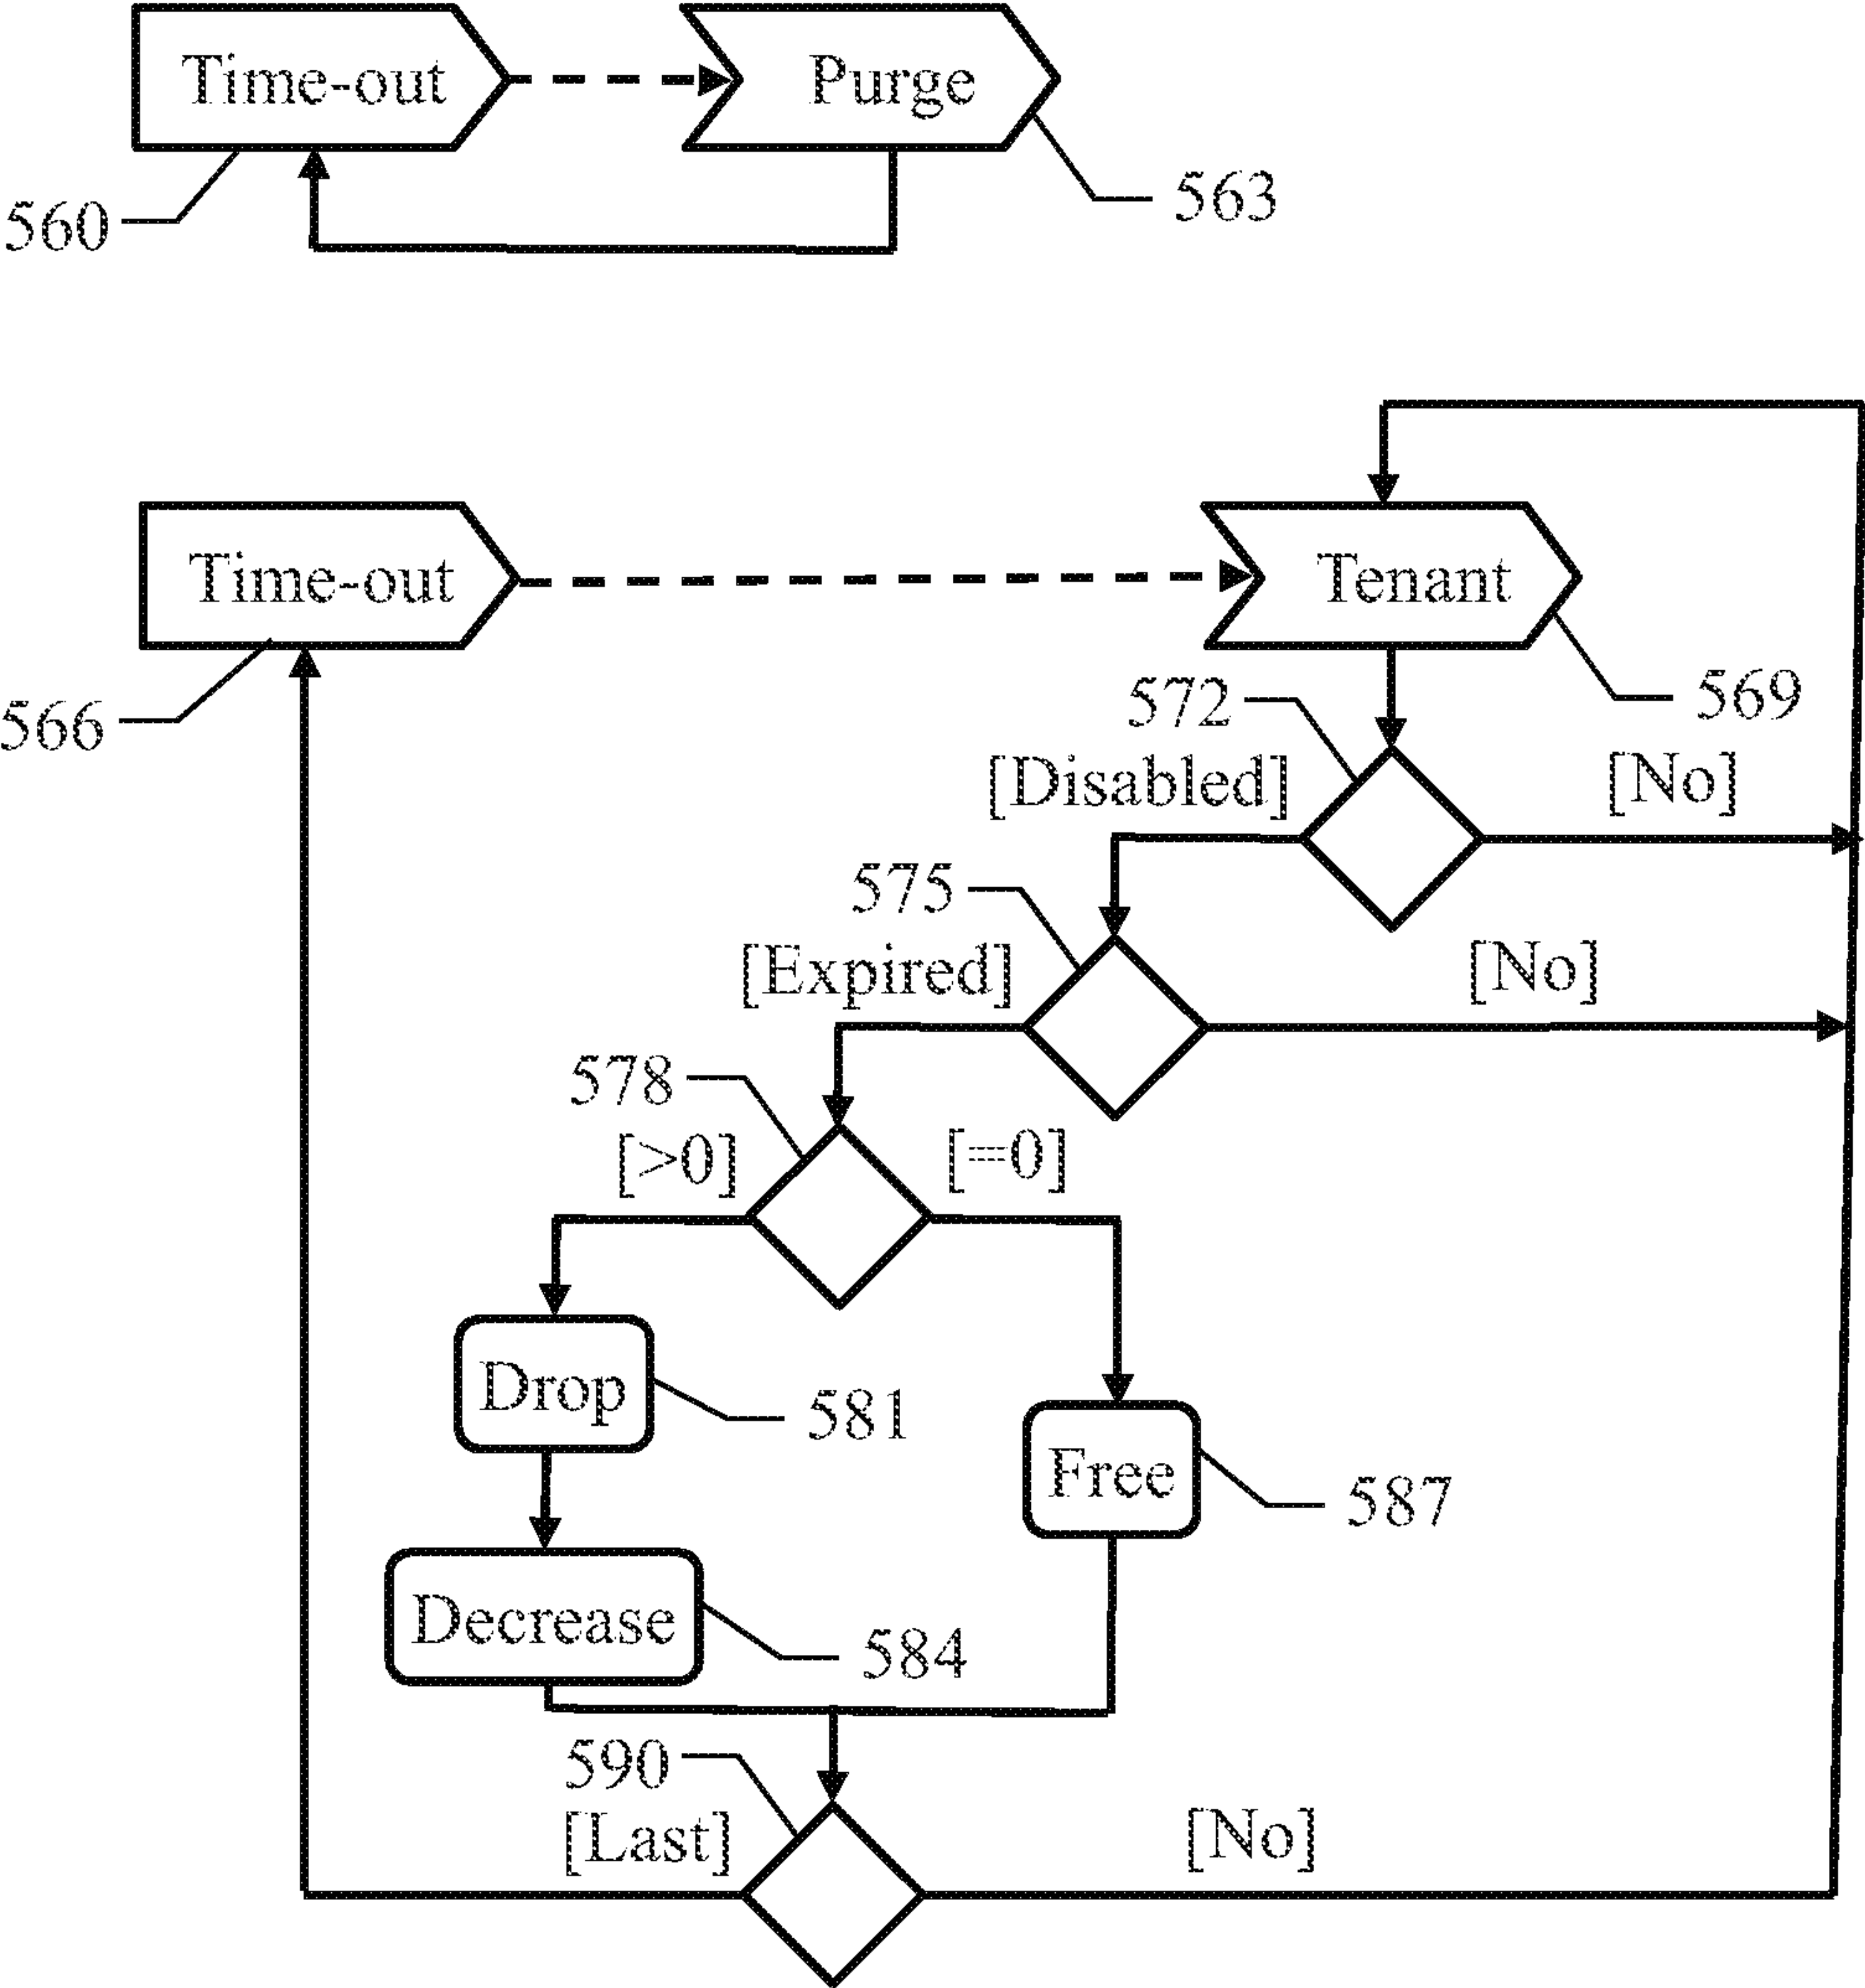 Time-out
Purge
560
563
Time-out
Tenant
566
569
572
[Disabled]
[No]
575
[Expired]
[No]
578
[>0]
[=0]
Drop
581
Free
587
Decrease
584
590
[Last]
[No]